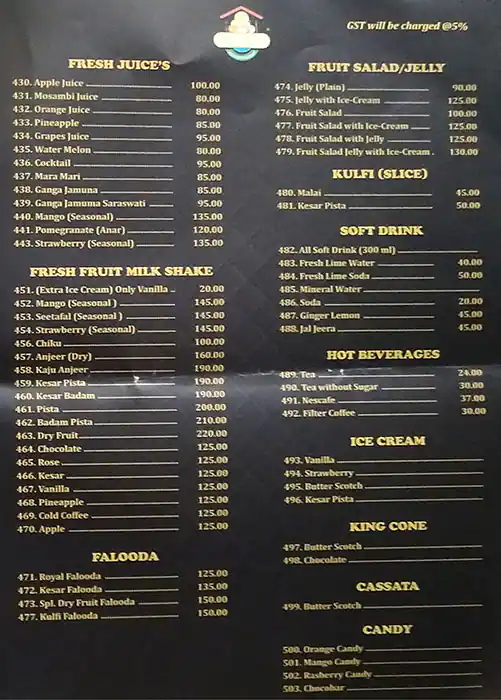 GST will be charged @5%
FRESH JUICE'S
430. Apple Juice 100.00
431. Mosambi Juice 80.00
432. Orange Juice 80.00
433. Pineapple 85.00
434. Grapes Juice 95.00
435. Water Melon 80.00
436. Cocktail 95.00
437. Mara Mari 85.00
438. Ganga Jamuna 85.00
439. Ganga Jamuma Saraswati 95.00
440. Mango (Seasonal) 135.00
441. Pomegranate (Anar) 120.00
443. Strawberry (Seasonal) 135.00
FRESH FRUIT MILK SHAKE
451. (Extra Ice Cream) Only Vanilla 20.00
452. Mango (Seasonal ) 145.00
453. Seetafal (Seasonal ) 145.00
454. Strawberry (Seasonal) 145.00
456. Chiku 100.00
457. Anjeer (Dry) 160.00
458. Kaju Anjeer 190.00
459. Kesar Pista 190.00
460. Kesar Badam 190.00
461. Pista 200.00
462. Badam Pista 210.00
463. Dry Fruit 220.00
464. Chocolate 125.00
465. Rose 125.00
466. Kesar 125.00
467. Vanilla 125.00
468. Pineapple 125.00
469. Cold Coffee 125.00
470. Apple 125.00
FALOODA
471. Royal Falooda 125.00
472. Kesar Falooda 135.00
473. Spl. Dry Fruit Falooda 150.00
477. Kulfi Falooda 150.00
FRUIT SALAD/JELLY
474. Jelly (Plain) 90.00
475. Jelly with Ice-Cream 125.00
476. Fruit Salad 100.00
477. Fruit Salad with Ice-Cream 125.00
478. Fruit Salad with Jelly 125.00
479. Fruit Salad Jelly with Ice-Cream . 130.00
KULFI (SLICE)
480. Malai 45.00
481. Kesar Pista 50.00
SOFT DRINK
482. All Soft Drink (300 ml)
483. Fresh Lime Water 40.00
484. Fresh Lime Soda 50.00
485. Mineral Water
486. Soda 20.00
487. Ginger Lemon 45.00
488. Jal Jeera 45.00
HOT BEVERAGES
489. Tea 24.00
490. Tea without Sugar 30.00
491. Nescafe 37.00
492. Filter Coffee 30.00
ICE CREAM
493. Vanilla
494. Strawberry
495. Butter Scotch
496. Kesar Pista
KING CONE
497. Butter Scotch
498. Chocolate
CASSATA
499. Butter Scotch
CANDY
500. Orange Candy
501. Mango Candy
502. Rasberry Candy
503. Chocobar